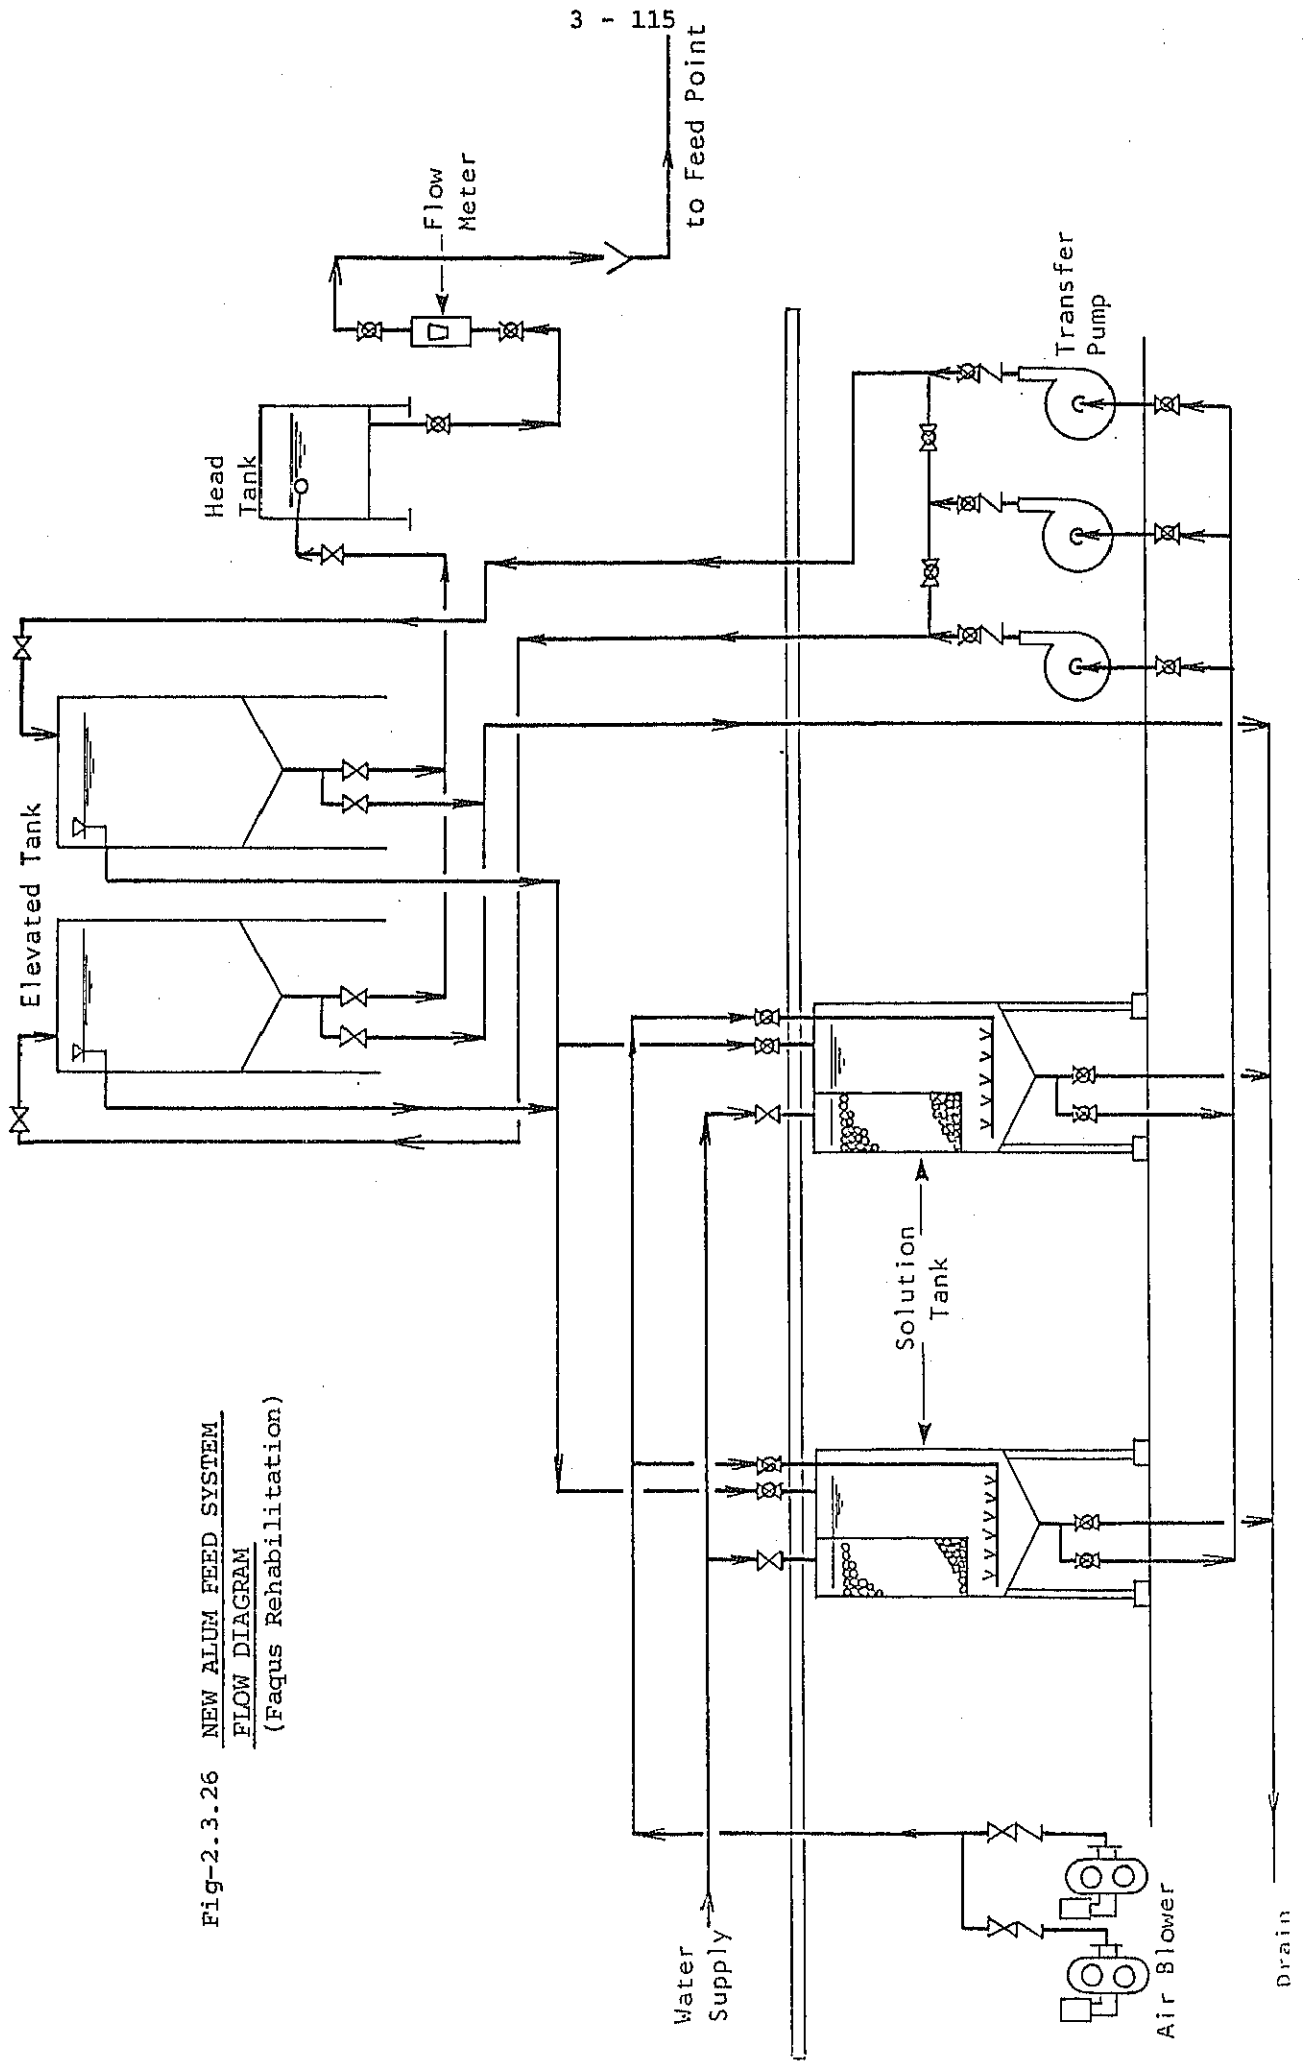 3 - 115
Fig-2.3.26 NEW ALUM FEED SYSTEM
FLOW DIAGRAM
(Faqus Rehabilitation)
Elevated Tank
Head
Tank
Flow
Meter
to Feed Point
Water
Supply
Solution
Tank
Transfer
Pump
Air Blower
Drain